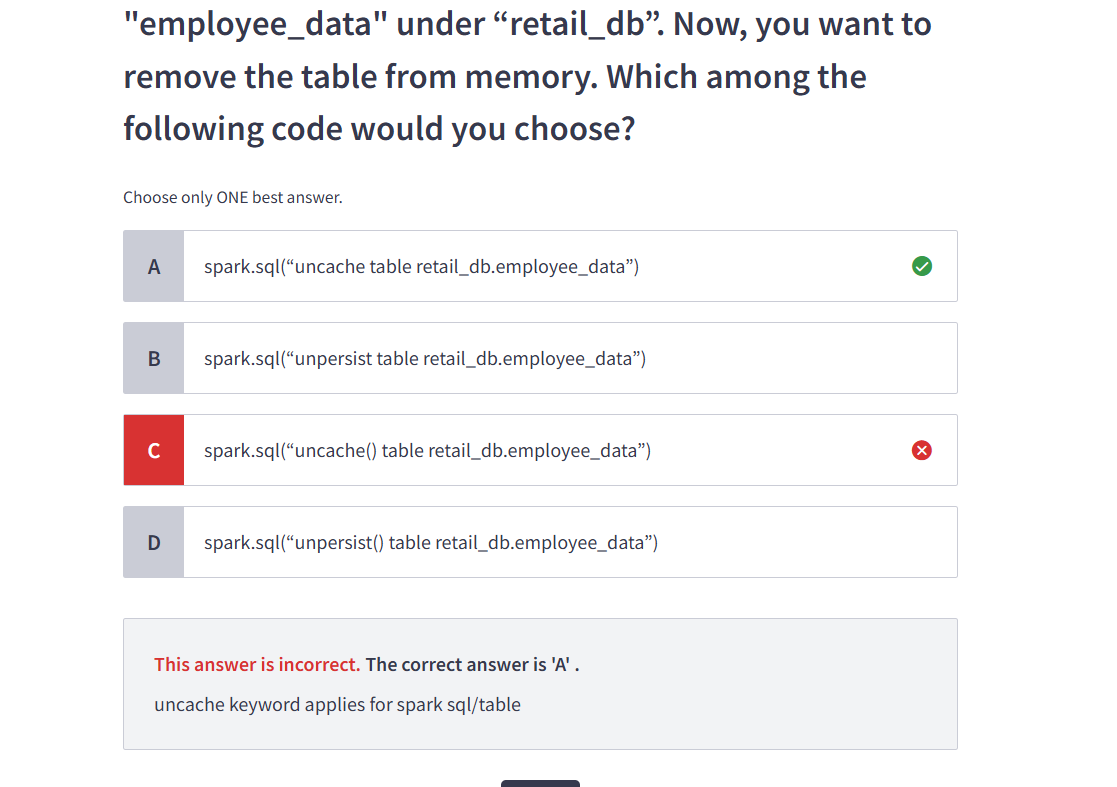 "employee_data" under “retail_db”. Now, you want to
remove the table from memory. Which among the
following code would you choose?
Choose only ONE best answer.
A spark.sql(“uncache table retail_db.employee_data”)
B spark.sql(“unpersist table retail_db.employee_data”)
C spark.sql(“uncache() table retail_db.employee_data”)
D spark.sql(“unpersist() table retail_db.employee_data”)
This answer is incorrect. The correct answer is 'A' .
uncache keyword applies for spark sql/table